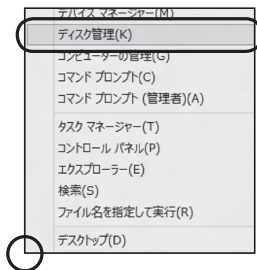 デバイス マネージャー(M)
ディスク管理(K)
コンピューターの管理(G)
コマンド プロンプト(C)
コマンド プロンプト (管理者)(A)
タスク マネージャー(T)
コントロール パネル(P)
エクスプローラー(E)
検索(S)
ファイル名を指定して実行(R)
デスクトップ(D)